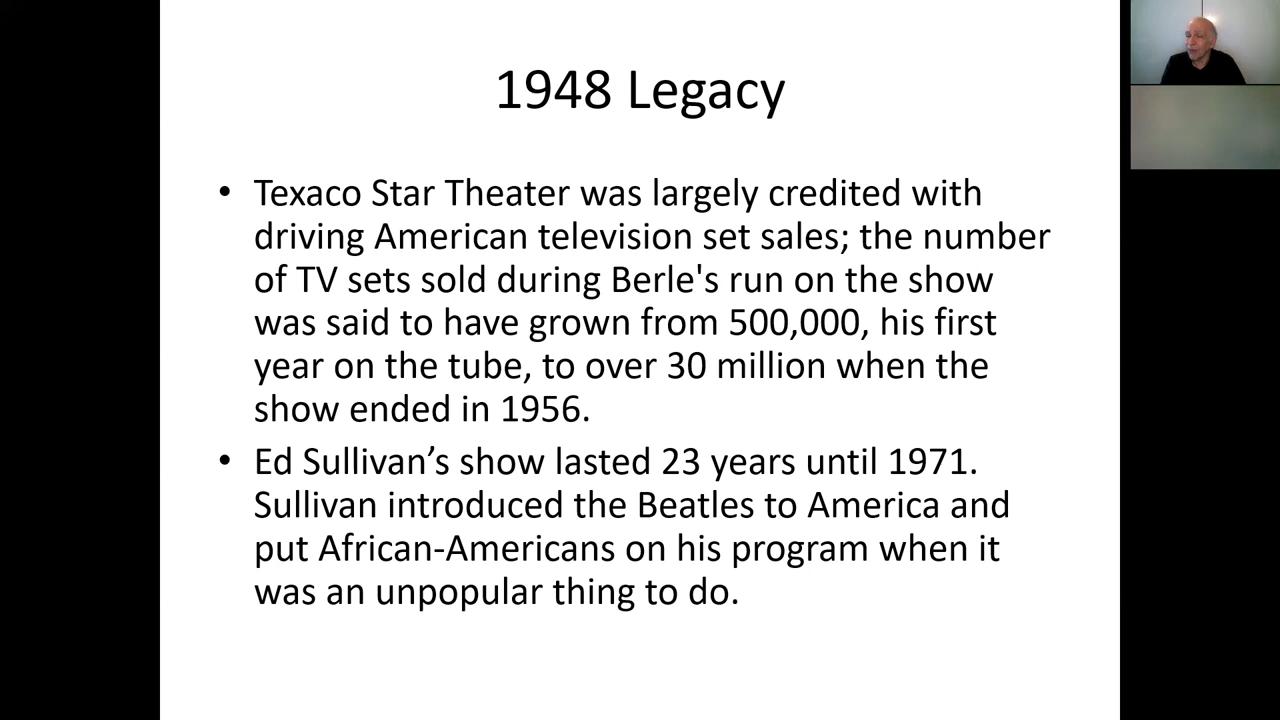 1948 Legacy
• Texaco Star Theater was largely credited with
driving American television set sales; the number
of TV sets sold during Berle's run on the show
was said to have grown from 500,000, his first
year on the tube, to over 30 million when the
show ended in 1956.
• Ed Sullivan’s show lasted 23 years until 1971.
Sullivan introduced the Beatles to America and
put African-Americans on his program when it
was an unpopular thing to do.